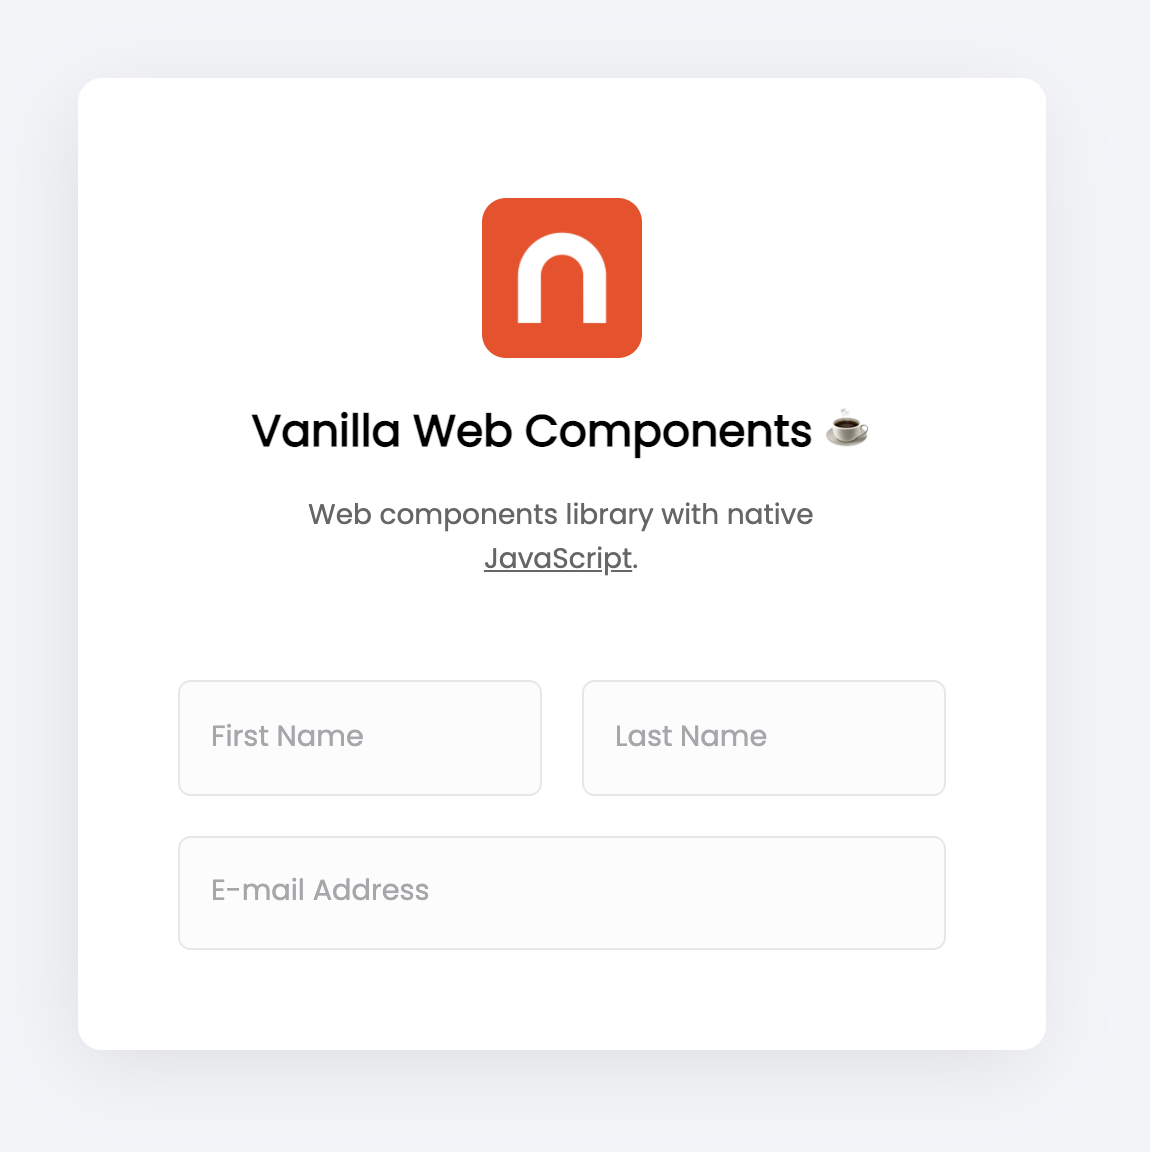 n
Vanilla Web Components ☕
Web components library with native
JavaScript.
First Name
Last Name
E-mail Address